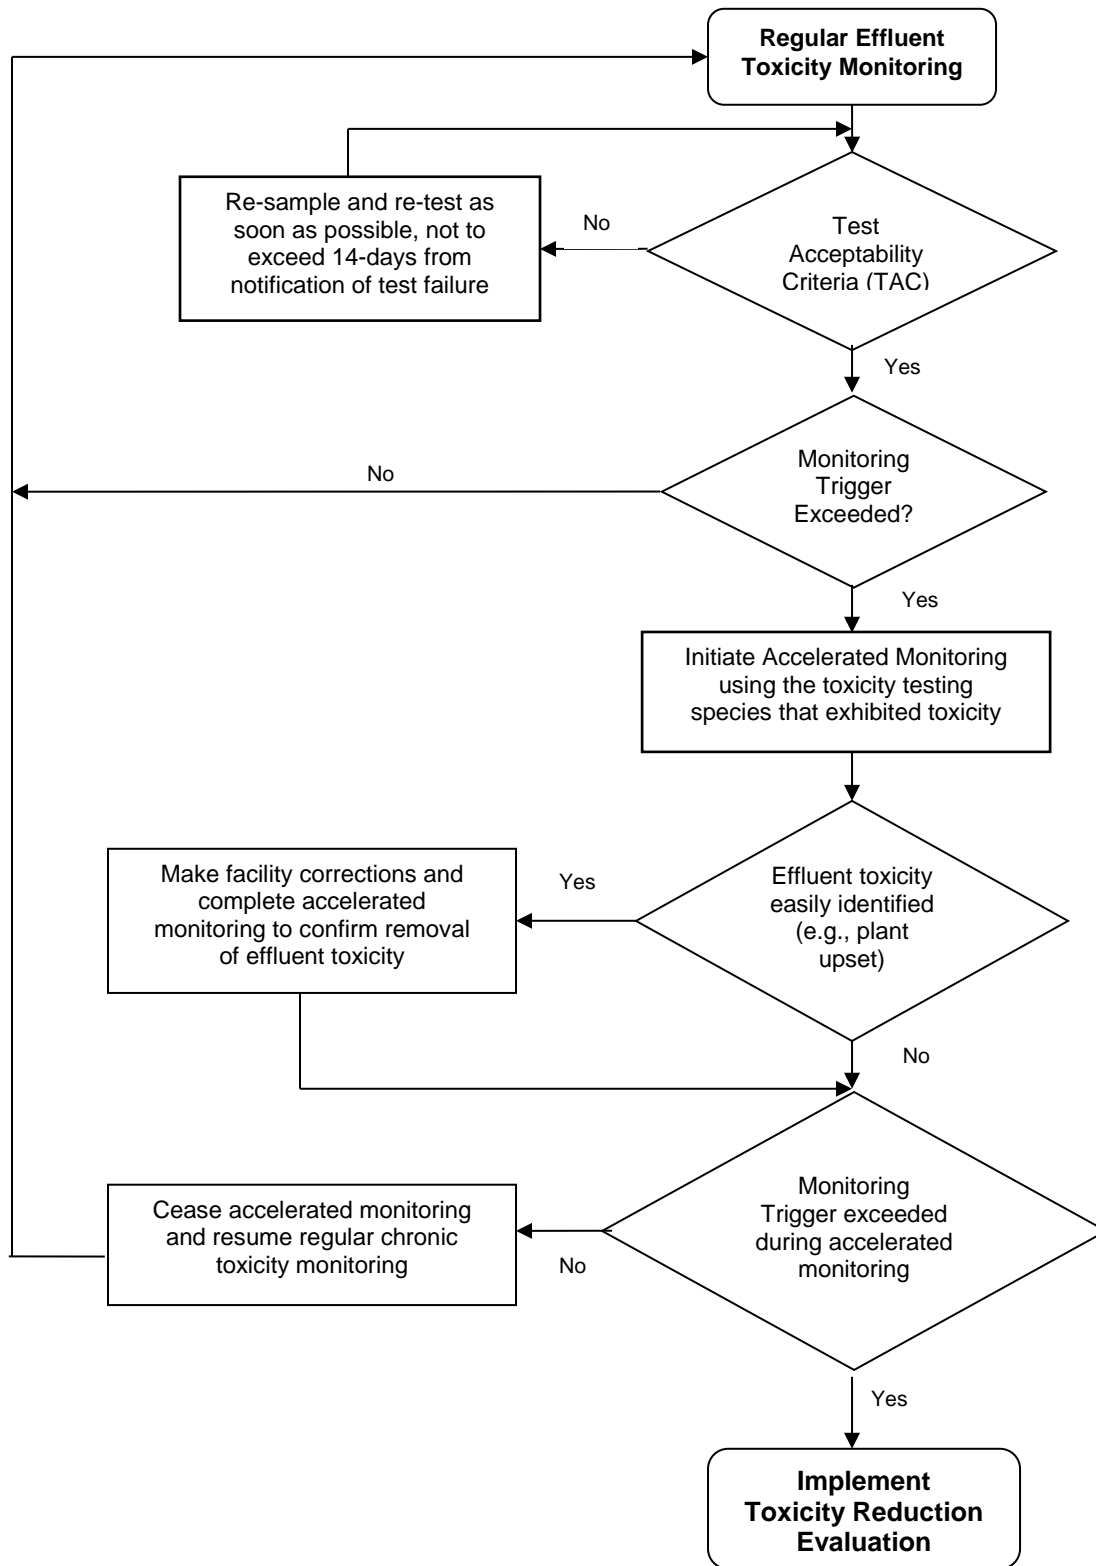 Regular Effluent
Toxicity Monitoring
Re-sample and re-test as
soon as possible, not to
exceed 14-days from
notification of test failure
No
Test
Acceptability
Criteria (TAC)
Yes
Monitoring
Trigger
Exceeded?
No
Yes
Initiate Accelerated Monitoring
using the toxicity testing
species that exhibited toxicity
Make facility corrections and
complete accelerated
monitoring to confirm removal
of effluent toxicity
Yes
Effluent toxicity
easily identified
(e.g., plant
upset)
No
Cease accelerated monitoring
and resume regular chronic
toxicity monitoring
No
Monitoring
Trigger exceeded
during accelerated
monitoring
Yes
Implement
Toxicity Reduction
Evaluation